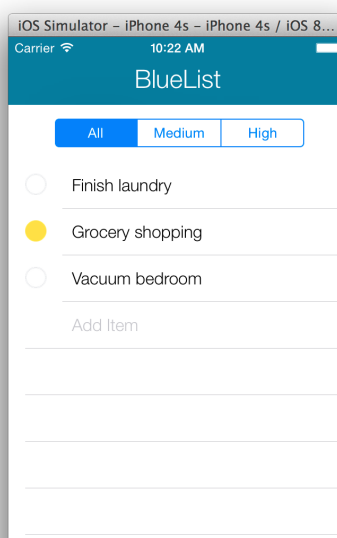 iOS Simulator – iPhone 4s – iPhone 4s / iOS 8...
Carrier 10:22 AM
BlueList
All Medium High
Finish laundry
Grocery shopping
Vacuum bedroom
Add Item